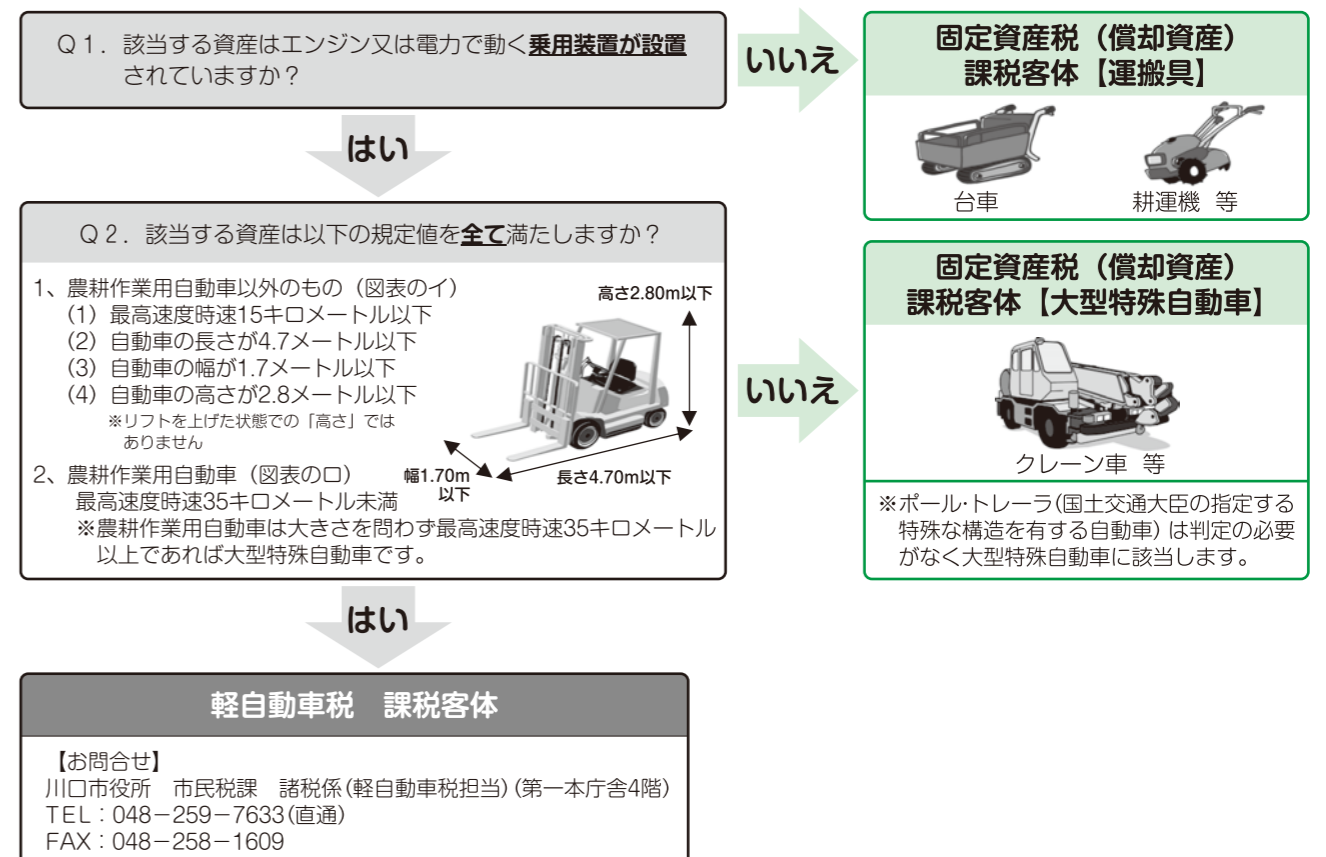 Q1．該当する資産はエンジン又は電力で動く乗用装置が設置
されていますか？
いいえ
固定資産税（償却資産）
課税客体【運搬具】
台車
耕運機 等
はい
Q2．該当する資産は以下の規定値を全て満たしますか？
1、農耕作業用自動車以外のもの（図表のイ）
（1）最高速度時速15キロメートル以下
（2）自動車の長さが4.7メートル以下
（3）自動車の幅が1.7メートル以下
（4）自動車の高さが2.8メートル以下
※リフトを上げた状態での「高さ」では
ありません
2、農耕作業用自動車（図表のロ）
最高速度時速35キロメートル未満
※農耕作業用自動車は大きさを問わず最高速度時速35キロメートル
以上であれば大型特殊自動車です。
高さ2.80m以下
幅1.70m
以下
長さ4.70m以下
いいえ
固定資産税（償却資産）
課税客体【大型特殊自動車】
クレーン車 等
※ポール・トレーラ（国土交通大臣の指定する
特殊な構造を有する自動車）は判定の必要
がなく大型特殊自動車に該当します。
はい
軽自動車税　課税客体
【お問合せ】
川口市役所　市民税課　諸税係（軽自動車税担当）（第一本庁舎4階）
TEL：048－259－7633（直通）
FAX：048－258－1609